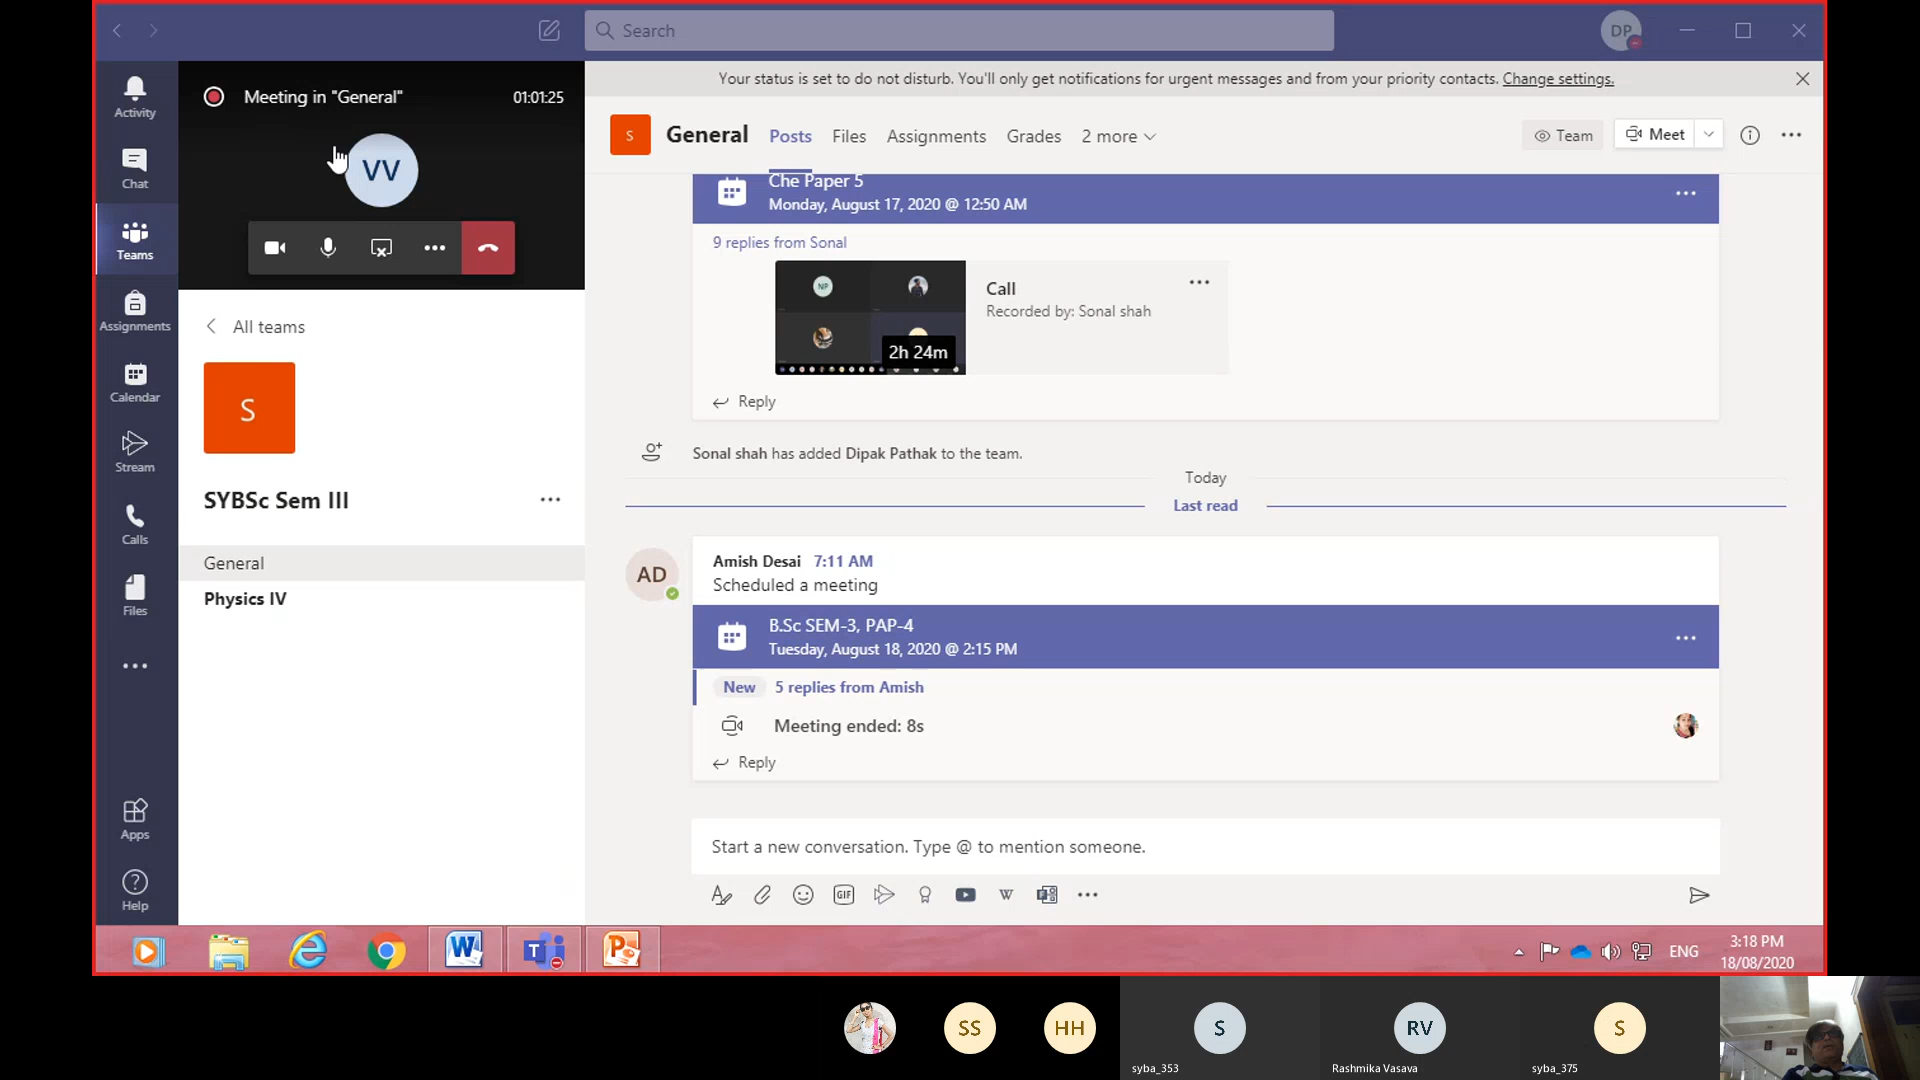 Search
DP
Your status is set to do not disturb. You'll only get notifications for urgent messages and from your priority contacts. Change settings.
Activity
Chat
Teams
Assignments
Calendar
Stream
Calls
Files
Apps
Help
Meeting in "General"
01:01:25
VV
All teams
S
SYBSc Sem III
General
Physics IV
S
General
Posts
Files
Assignments
Grades
2 more
Team
Meet
Che Paper 5
Monday, August 17, 2020 @ 12:50 AM
9 replies from Sonal
NP
2h 24m
Call
Recorded by: Sonal shah
Reply
Sonal shah has added Dipak Pathak to the team.
Today
Last read
AD
Amish Desai 7:11 AM
Scheduled a meeting
B.Sc SEM-3, PAP-4
Tuesday, August 18, 2020 @ 2:15 PM
New 5 replies from Amish
Meeting ended: 8s
Reply
Start a new conversation. Type @ to mention someone.
GIF
W
W
T
P
ENG
3:18 PM
18/08/2020
SS
HH
S
syba_353
RV
Rashmika Vasava
S
syba_375